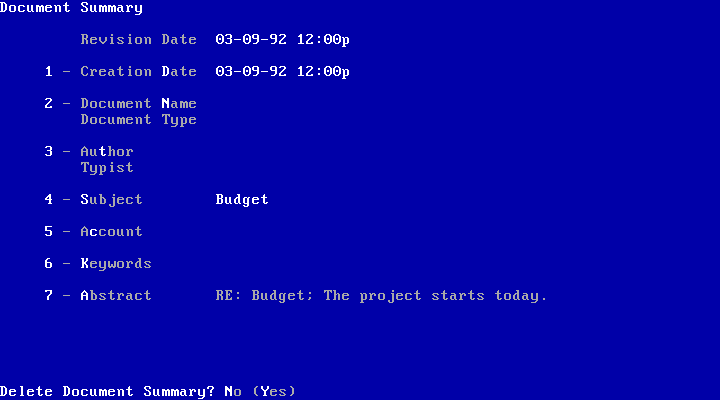 Document Summary
Revision Date 03-09-92 12:00p
1 - Creation Date 03-09-92 12:00p
2 - Document Name
Document Type
3 - Author
Typist
4 - Subject Budget
5 - Account
6 - Keywords
7 - Abstract RE: Budget; The project starts today.
Delete Document Summary? No (Yes)